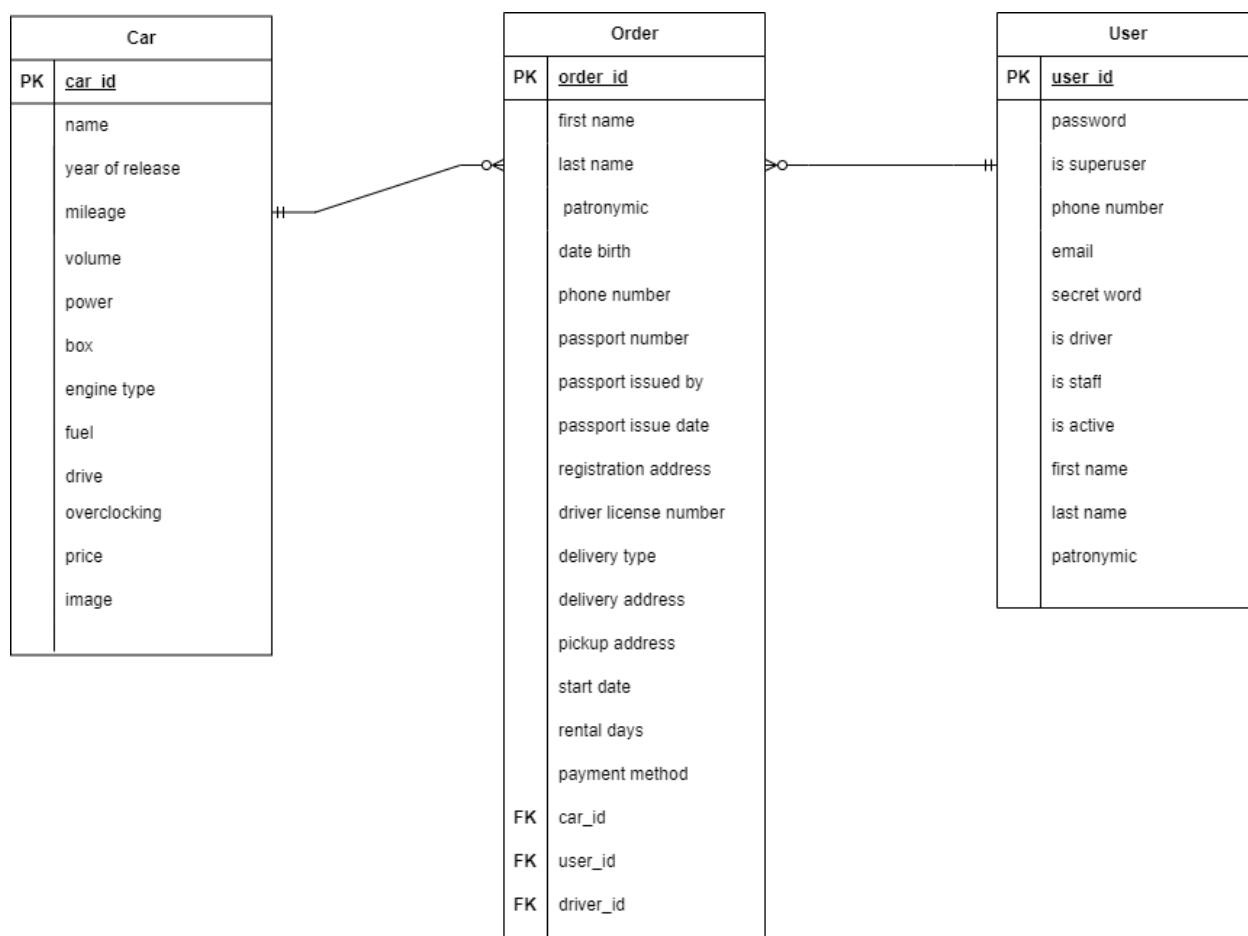 Car
PK car_id
name
year of release
mileage
volume
power
box
engine type
fuel
drive
overclocking
price
image
Order
PK order_id
first name
last name
patronymic
date birth
phone number
passport number
passport issued by
passport issue date
registration address
driver license number
delivery type
delivery address
pickup address
start date
rental days
payment method
FK car_id
FK user_id
FK driver_id
User
PK user_id
password
is superuser
phone number
email
secret word
is driver
is staff
is active
first name
last name
patronymic